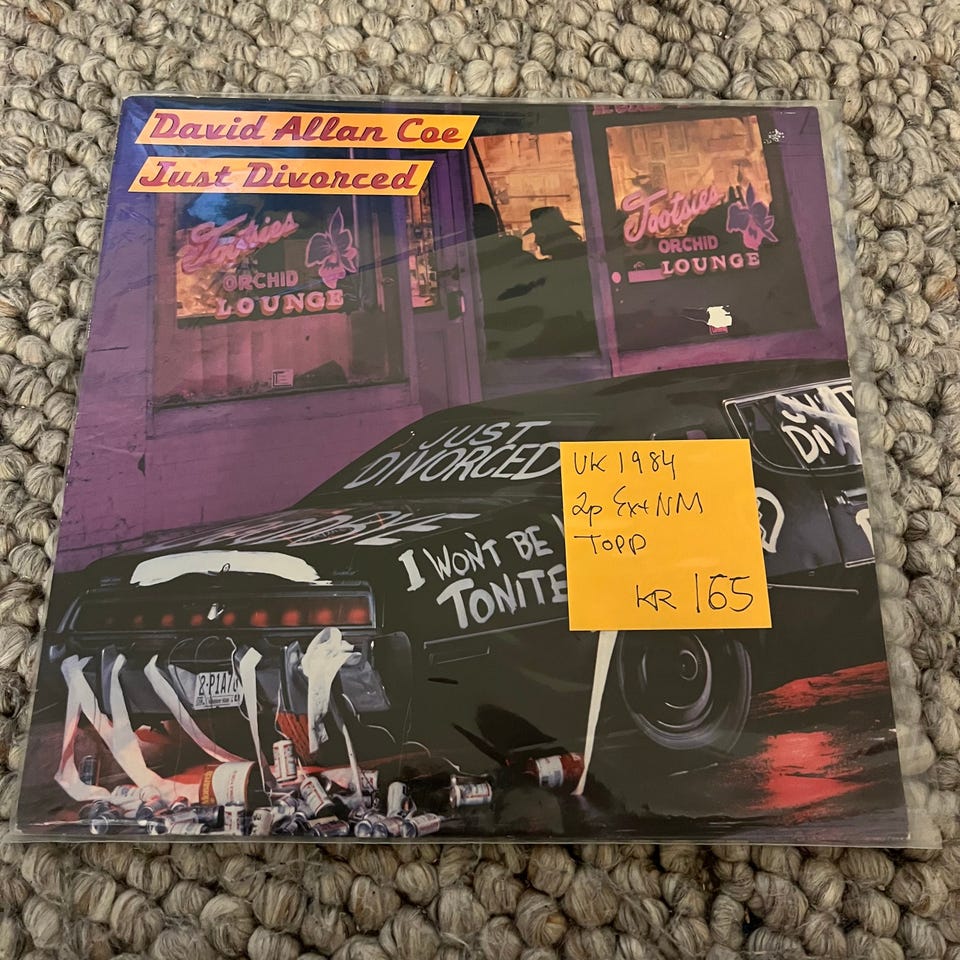 David Allan Coe
Just Divorced
Tootsies
ORCHID
LOUNGE
Tootsies
ORCHID
LOUNGE
JUST
DIVORCED
GOODBYE
I WON'T BE
TONITE
UK 1984
2p Ex+ NM
TOPP
KR 165